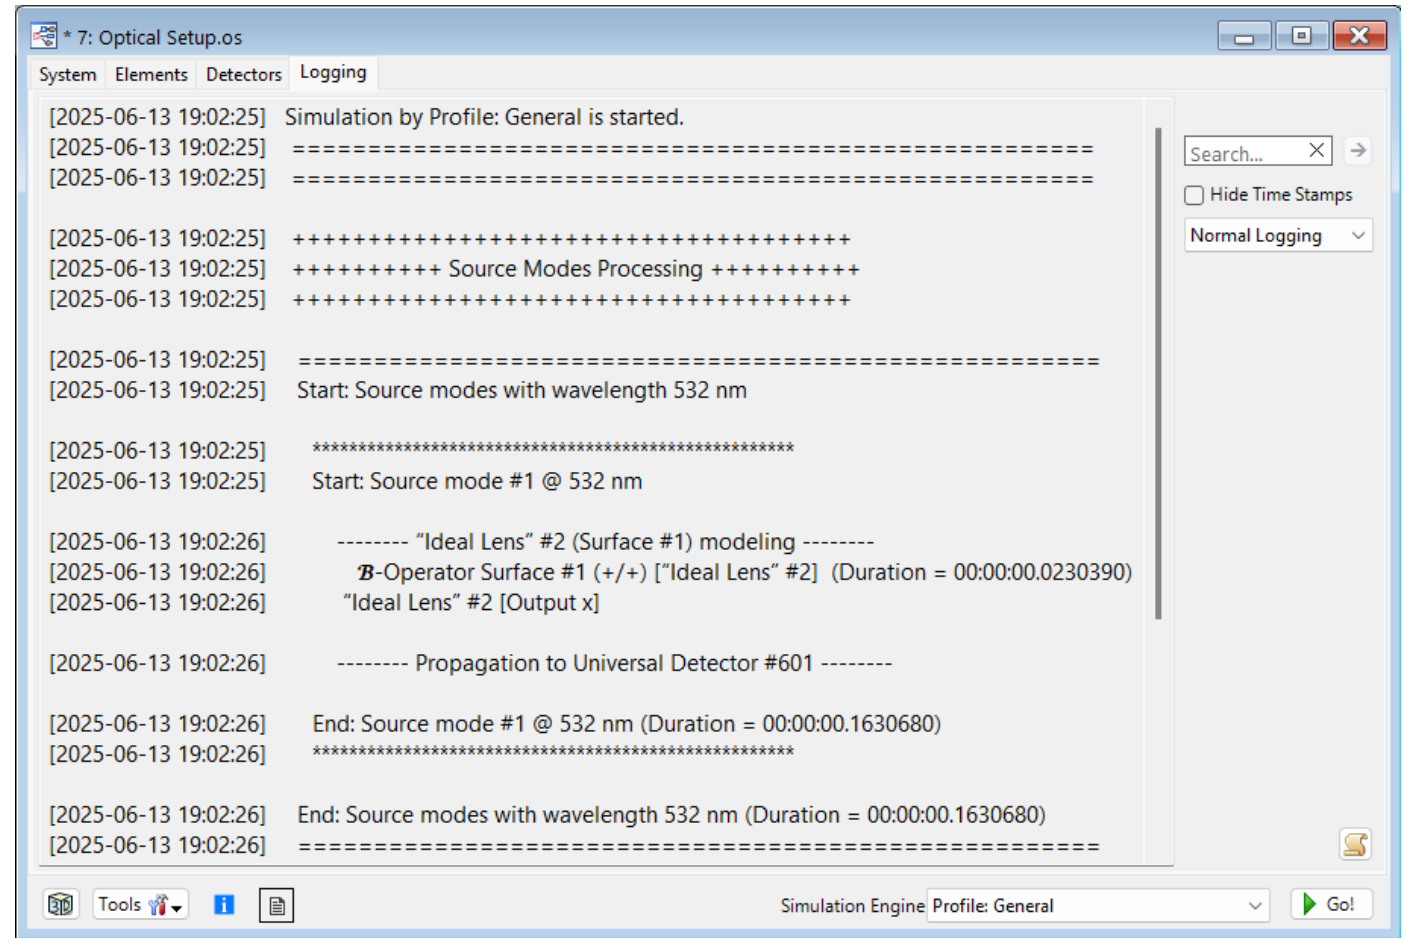 * 7: Optical Setup.os
System Elements Detectors Logging
[2025-06-13 19:02:25] Simulation by Profile: General is started.
[2025-06-13 19:02:25] =====================================================
[2025-06-13 19:02:25] =====================================================
[2025-06-13 19:02:25] +++++++++++++++++++++++++++++++++++++
[2025-06-13 19:02:25] ++++++++++ Source Modes Processing ++++++++++
[2025-06-13 19:02:25] +++++++++++++++++++++++++++++++++++++
[2025-06-13 19:02:25] =====================================================
[2025-06-13 19:02:25] Start: Source modes with wavelength 532 nm
[2025-06-13 19:02:25] *****************************************************
[2025-06-13 19:02:25] Start: Source mode #1 @ 532 nm
[2025-06-13 19:02:26] -------- “Ideal Lens” #2 (Surface #1) modeling --------
[2025-06-13 19:02:26] 𝓑-Operator Surface #1 (+/+) [“Ideal Lens” #2] (Duration = 00:00:00.0230390)
[2025-06-13 19:02:26] “Ideal Lens” #2 [Output x]
[2025-06-13 19:02:26] -------- Propagation to Universal Detector #601 --------
[2025-06-13 19:02:26] End: Source mode #1 @ 532 nm (Duration = 00:00:00.1630680)
[2025-06-13 19:02:26] *****************************************************
[2025-06-13 19:02:26] End: Source modes with wavelength 532 nm (Duration = 00:00:00.1630680)
[2025-06-13 19:02:26] =====================================================
Search...
Hide Time Stamps
Normal Logging
3D Tools i Simulation Engine Profile: General Go!